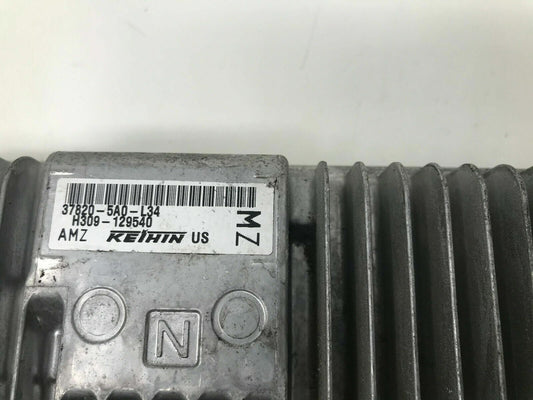 37820-5A0-L34
H309-129540
AMZ KEIHIN US
MZ
N